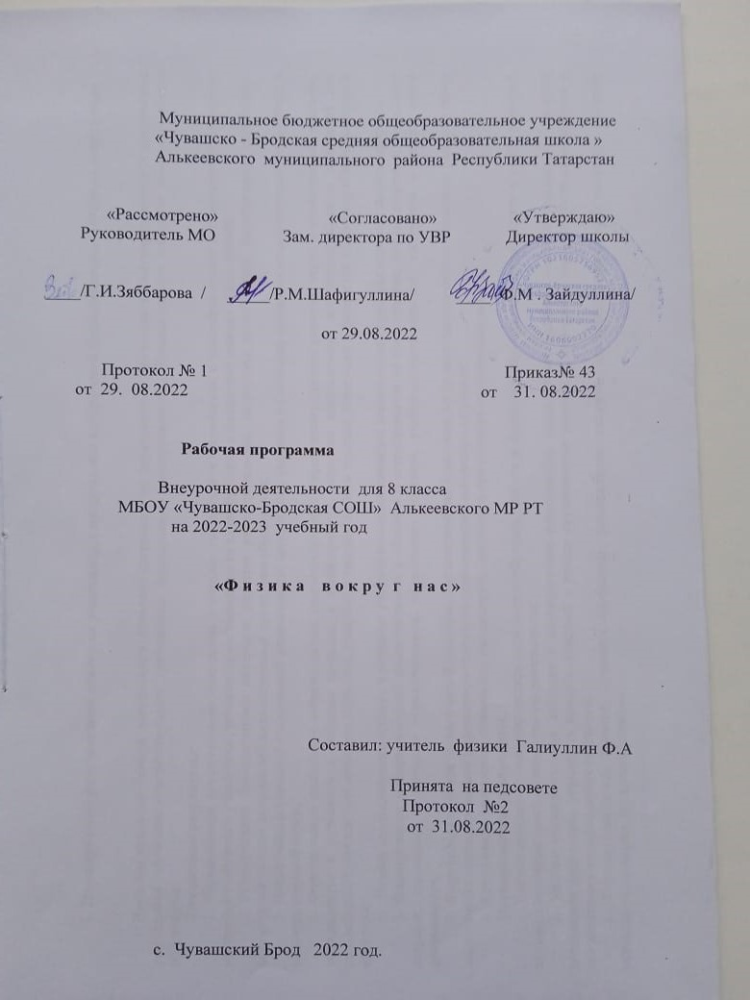 Муниципальное бюджетное общеобразовательное учреждение
«Чувашско - Бродская средняя общеобразовательная школа »
Алькеевского муниципального района Республики Татарстан
«Рассмотрено» «Согласовано» «Утверждаю»
Руководитель МО Зам. директора по УВР Директор школы
/Г.И.Зяббарова / /Р.М.Шафигуллина/ /Ф.М . Зайдуллина/
от 29.08.2022
Протокол № 1 Приказ№ 43
от 29. 08.2022 от 31. 08.2022
Рабочая программа
Внеурочной деятельности для 8 класса
МБОУ «Чувашско-Бродская СОШ» Алькеевского МР РТ
на 2022-2023 учебный год
«Ф и з и к а в о к р у г н а с »
Составил: учитель физики Галиуллин Ф.А
Принята на педсовете
Протокол №2
от 31.08.2022
с. Чувашский Брод 2022 год.